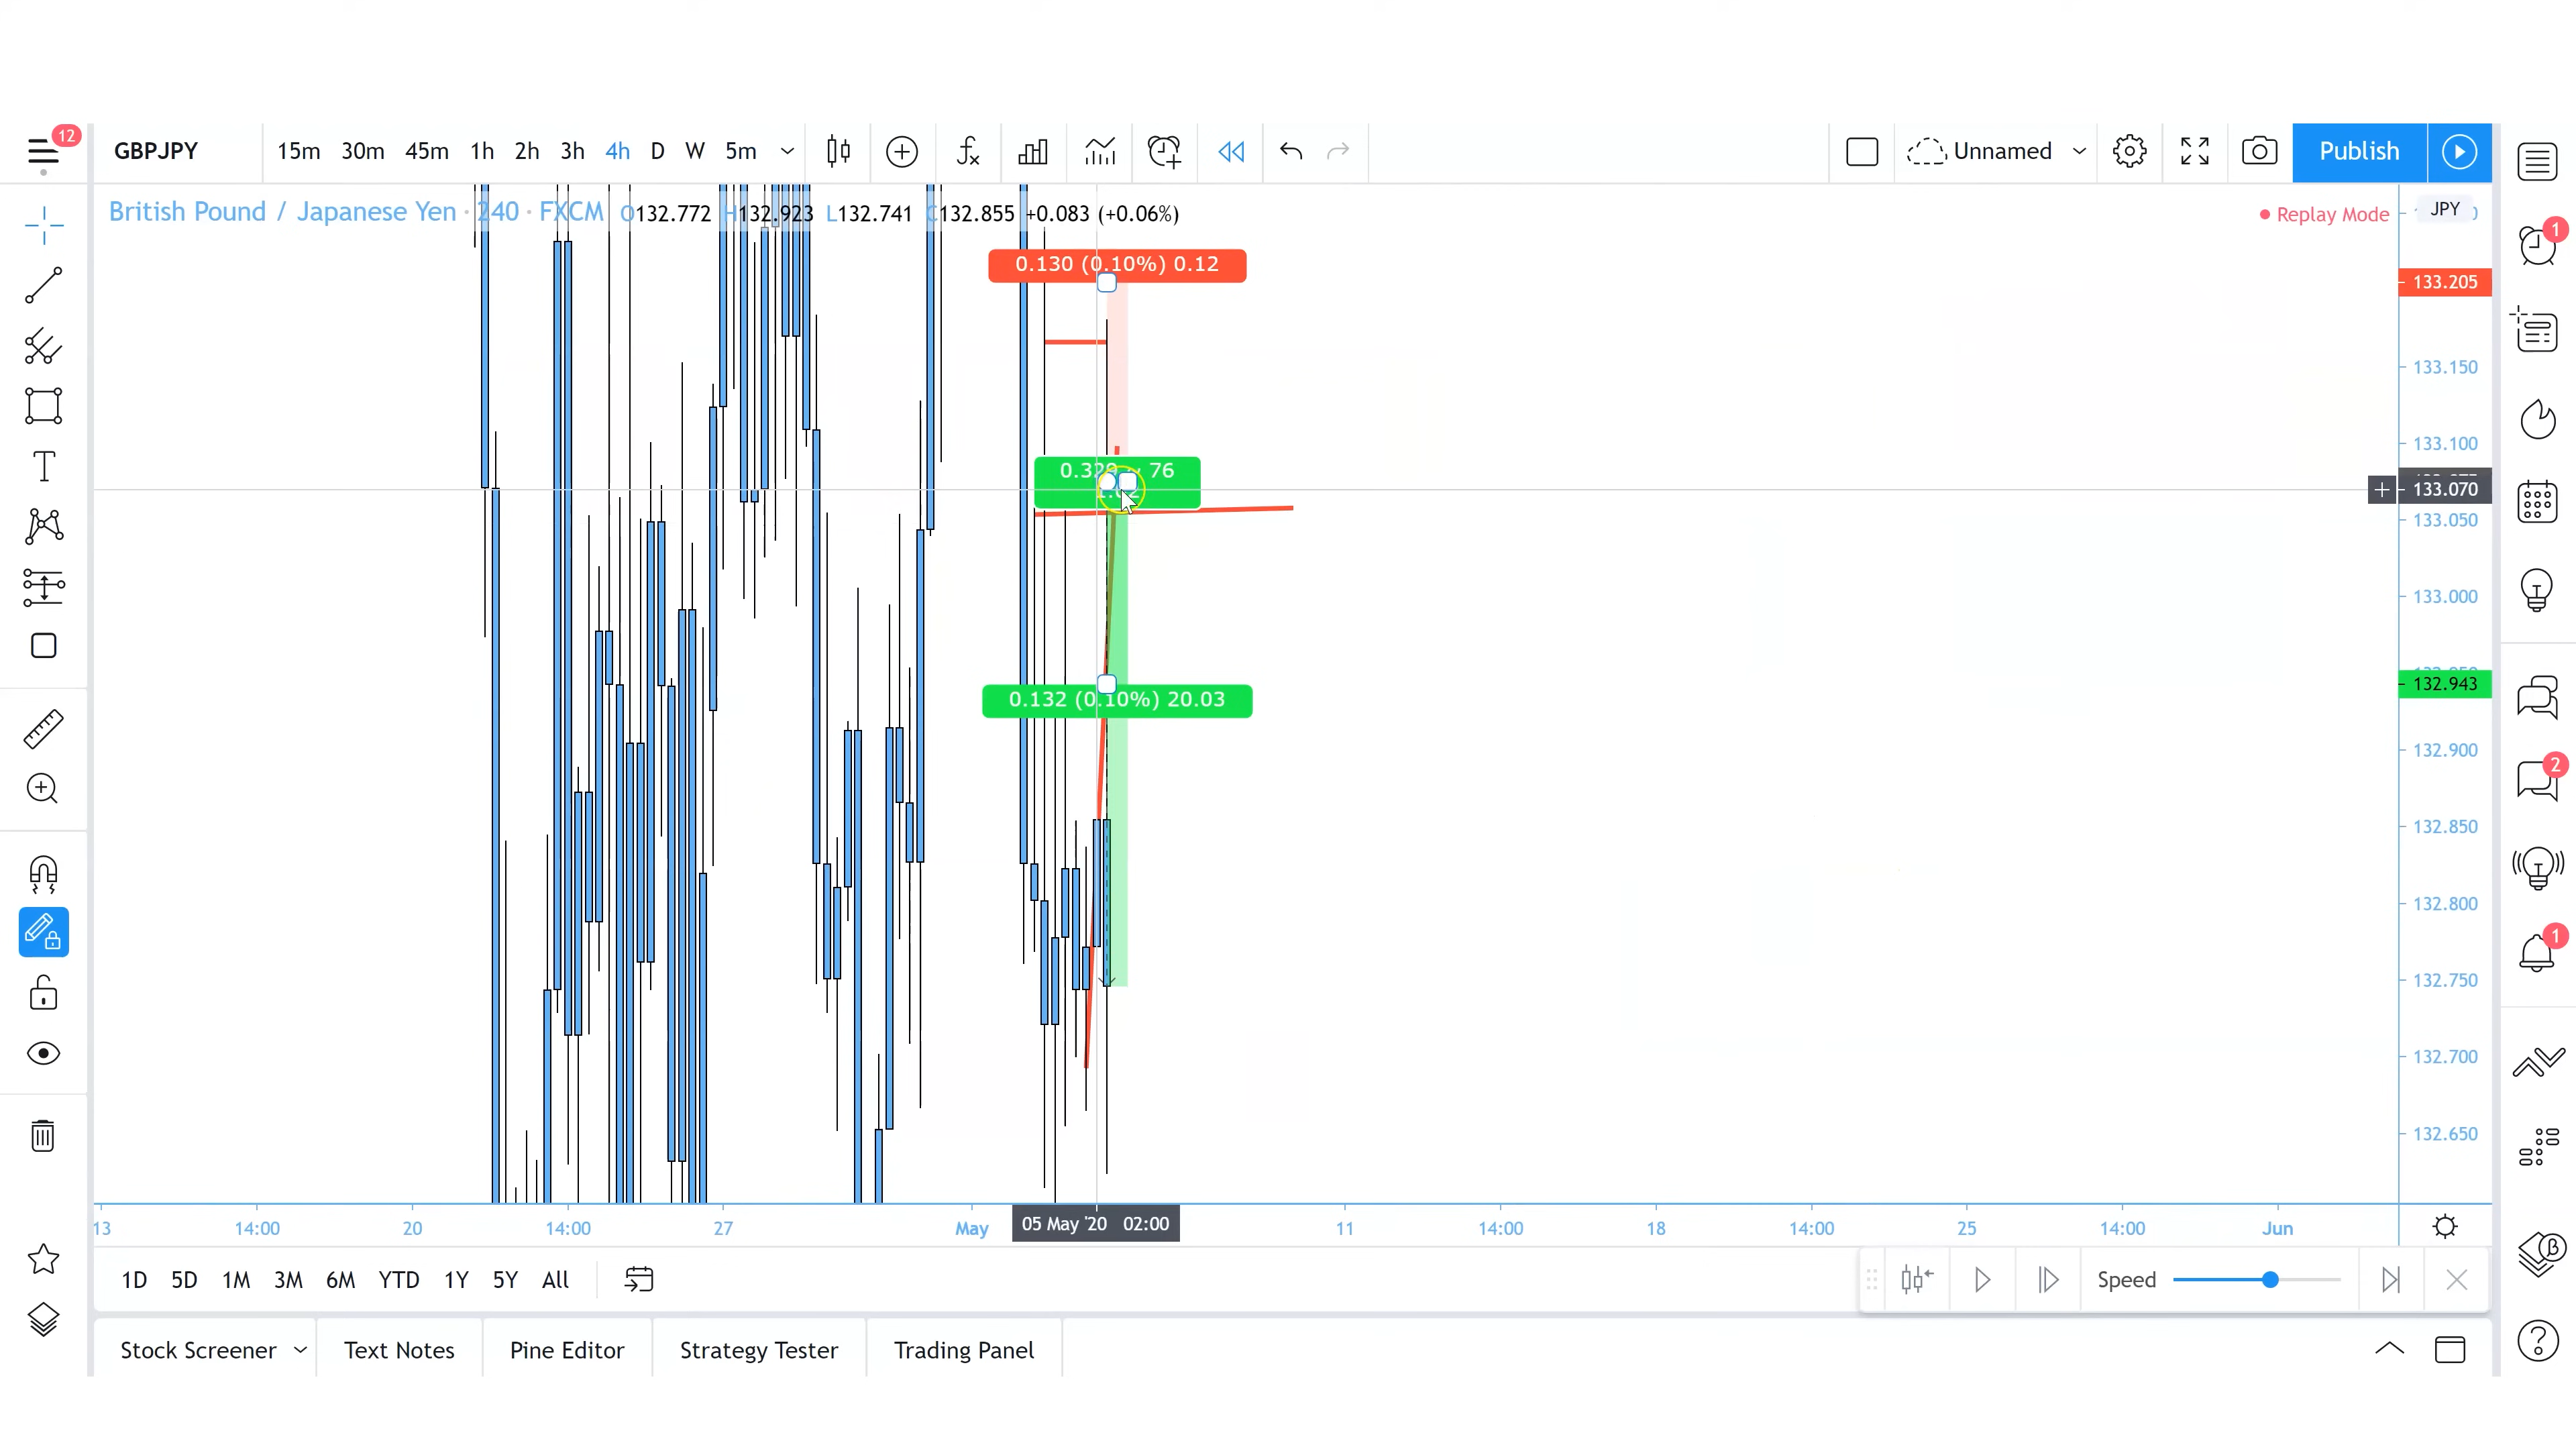 12
GBPJPY 15m 30m 45m 1h 2h 3h 4h D W 5m Unnamed Publish
British Pound / Japanese Yen · 240 · FXCM O132.772 H132.923 L132.741 C132.855 +0.083 (+0.06%)
Replay Mode JPY
1
0.130 (0.10%) 0.12
133.205
133.150
133.100
76
133.070
133.050
133.000
132.943
0.132 (0.10%) 20.03
132.900
2
132.850
132.800
1
132.750
132.700
132.650
13 14:00 20 14:00 27 May 05 May '20 02:00 11 14:00 18 14:00 25 14:00 Jun
β
1D 5D 1M 3M 6M YTD 1Y 5Y All Speed
Stock Screener Text Notes Pine Editor Strategy Tester Trading Panel